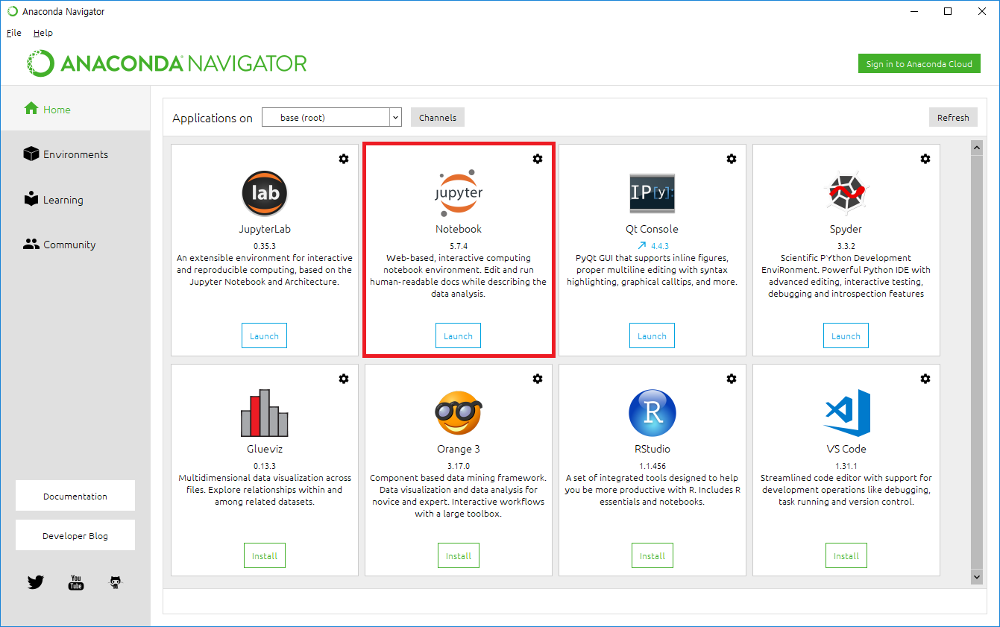 Anaconda Navigator
File Help
ANACONDA NAVIGATOR
Sign in to Anaconda Cloud
Home
Environments
Learning
Community
Documentation
Developer Blog
You
Tube
Applications on base (root) Channels Refresh
lab
JupyterLab
0.35.3
An extensible environment for interactive
and reproducible computing, based on the
Jupyter Notebook and Architecture.
Launch
jupyter
Notebook
5.7.4
Web-based, interactive computing
notebook environment. Edit and run
human-readable docs while describing the
data analysis.
Launch
IP[y]:
Qt Console
4.4.3
PyQt GUI that supports inline figures,
proper multiline editing with syntax
highlighting, graphical calltips, and more.
Launch
Spyder
3.3.2
Scientific PYthon Development
EnviRonment. Powerful Python IDE with
advanced editing, interactive testing,
debugging and introspection features
Launch
Glueviz
0.13.3
Multidimensional data visualization across
files. Explore relationships within and
among related datasets.
Install
Orange 3
3.17.0
Component based data mining framework.
Data visualization and data analysis for
novice and expert. Interactive workflows
with a large toolbox.
Install
R
RStudio
1.1.456
A set of integrated tools designed to help
you be more productive with R. Includes R
essentials and notebooks.
Install
VS Code
1.31.1
Streamlined code editor with support for
development operations like debugging,
task running and version control.
Install